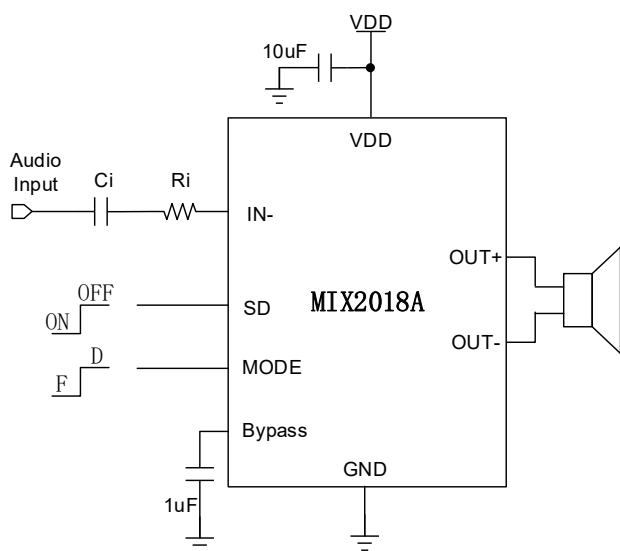 VDD
10uF
VDD
Audio
Input
Ci
Ri
IN-
OUT+
OFF
ON
SD
MIX2018A
OUT-
D
F
MODE
Bypass
GND
1uF